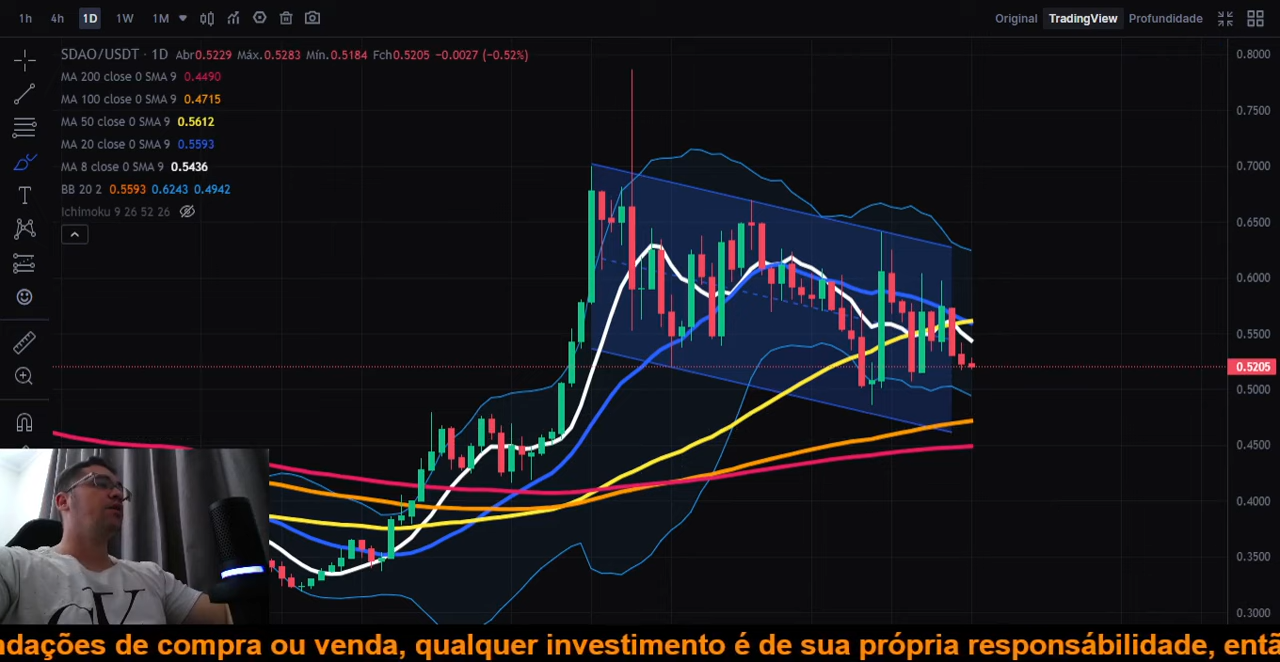 1h 4h 1D 1W 1M Original TradingView Profundidade
SDAO/USDT · 1D Abr0.5229 Máx.0.5283 Mín.0.5184 Fch0.5205 −0.0027 (−0.52%)
MA 200 close 0 SMA 9 0.4490
MA 100 close 0 SMA 9 0.4715
MA 50 close 0 SMA 9 0.5612
MA 20 close 0 SMA 9 0.5593
MA 8 close 0 SMA 9 0.5436
BB 20 2 0.5593 0.6243 0.4942
Ichimoku 9 26 52 26
0.8000
0.7500
0.7000
0.6500
0.6000
0.5500
0.5205
0.5000
0.4500
0.4000
0.3500
0.3000
CV
ndações de compra ou venda, qualquer investimento é de sua própria responsábilidade, entã